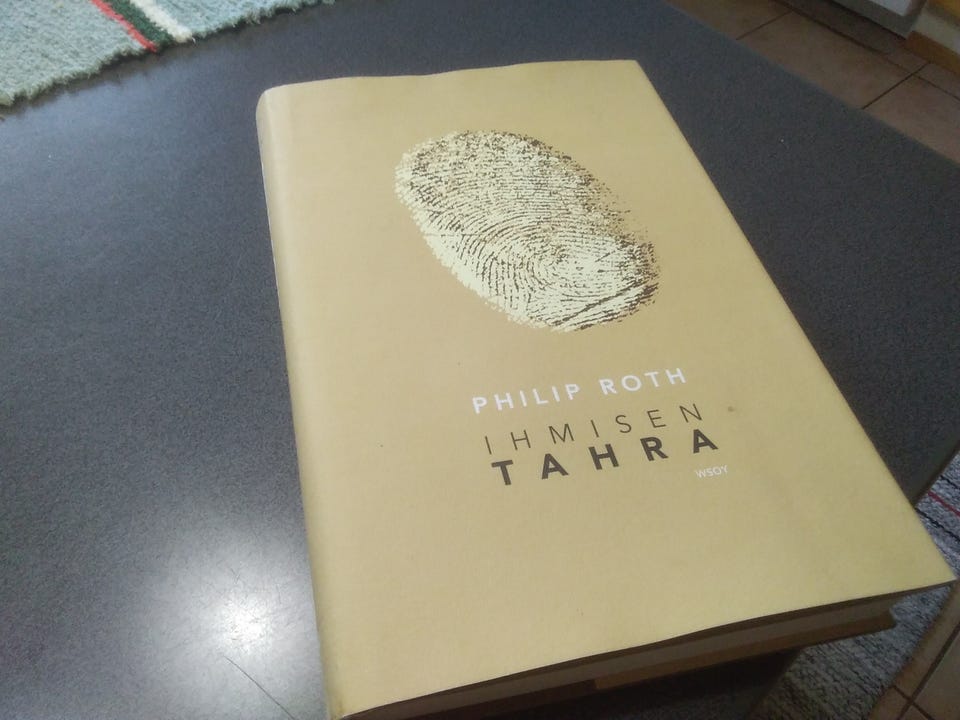 PHILIP ROTH
IHMISEN
TAHRA
WSOY